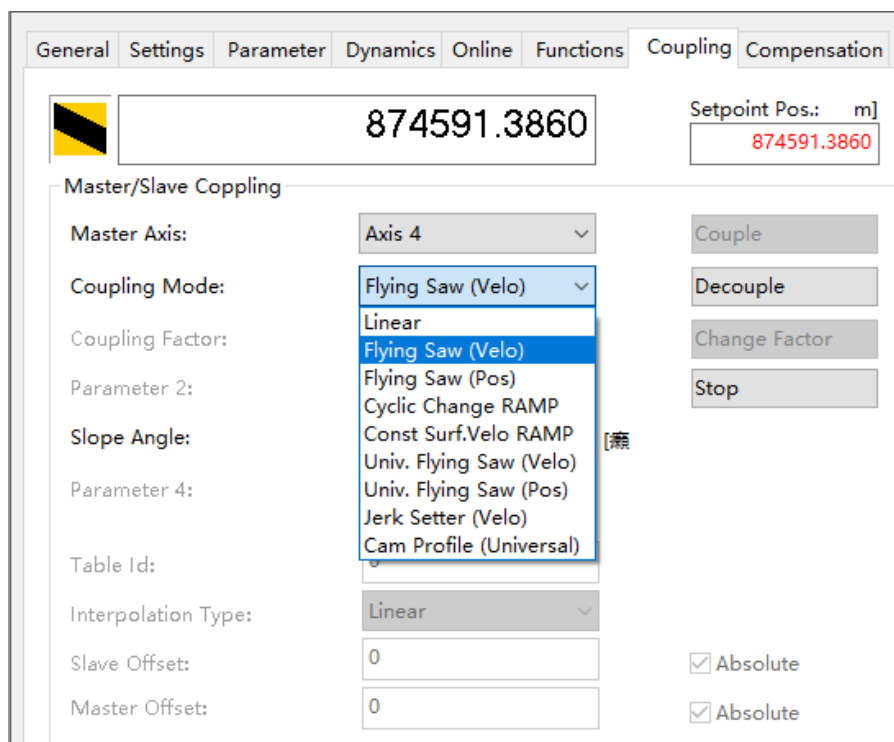 General Settings Parameter Dynamics Online Functions Coupling Compensation
874591.3860
Setpoint Pos.: m]
874591.3860
Master/Slave Coppling
Master Axis: Axis 4 Couple
Coupling Mode: Flying Saw (Velo) Decouple
Linear
Coupling Factor: Change Factor
Flying Saw (Velo)
Flying Saw (Pos)
Parameter 2: Stop
Cyclic Change RAMP
Const Surf.Velo RAMP
Slope Angle: [癩
Univ. Flying Saw (Velo)
Univ. Flying Saw (Pos)
Parameter 4:
Jerk Setter (Velo)
Cam Profile (Universal)
Table Id: 0
Interpolation Type: Linear
Slave Offset: 0 Absolute
Master Offset: 0 Absolute